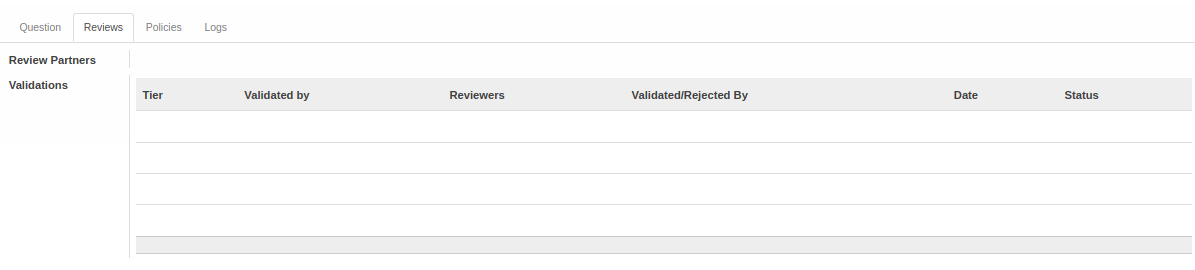 Question Reviews Policies Logs
Review Partners
Validations
Tier Validated by Reviewers Validated/Rejected By Date Status